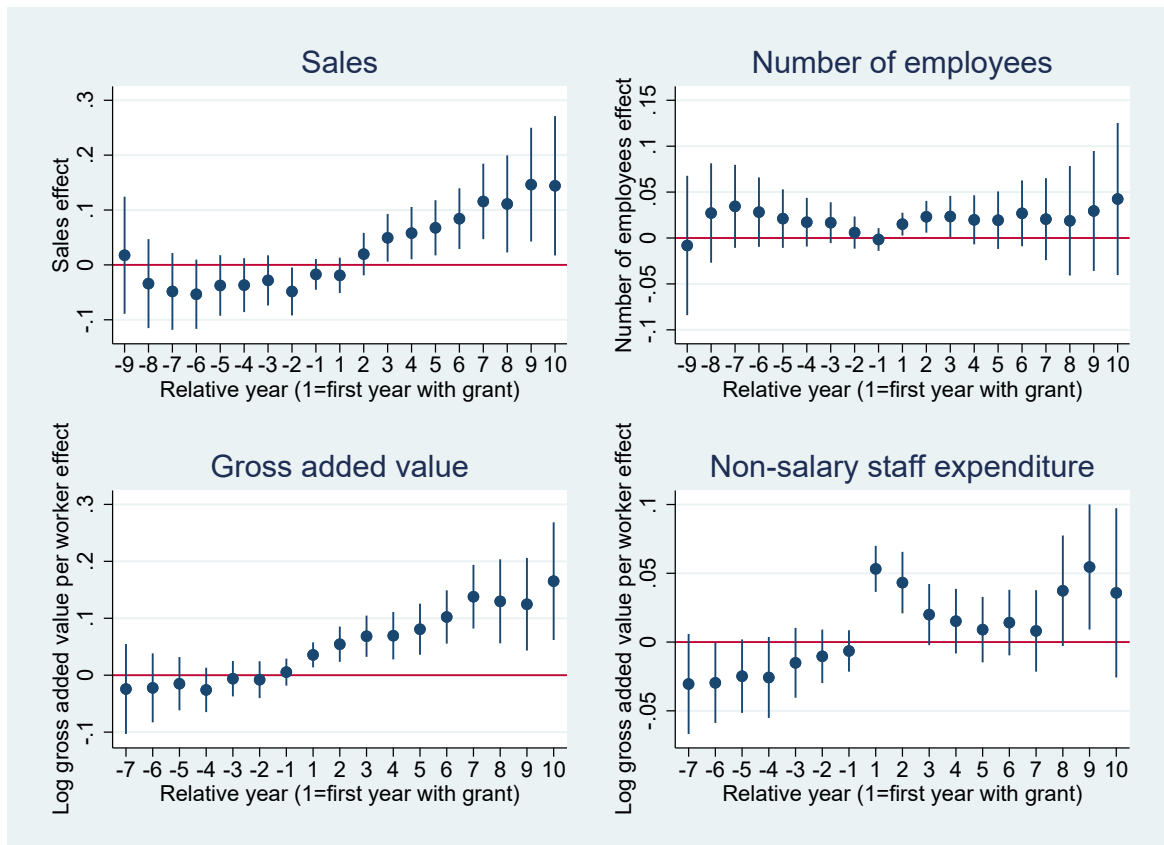 Sales
Sales effect
.3
.2
.1
0
-.1
-9 -8 -7 -6 -5 -4 -3 -2 -1 1 2 3 4 5 6 7 8 9 10
Relative year (1=first year with grant)
Number of employees
Number of employees effect
.15
.1
.05
0
-.05
-.1
-9 -8 -7 -6 -5 -4 -3 -2 -1 1 2 3 4 5 6 7 8 9 10
Relative year (1=first year with grant)
Gross added value
Log gross added value per worker effect
.3
.2
.1
0
-.1
-7 -6 -5 -4 -3 -2 -1 1 2 3 4 5 6 7 8 9 10
Relative year (1=first year with grant)
Non-salary staff expenditure
Log gross added value per worker effect
.1
.05
0
-.05
-7 -6 -5 -4 -3 -2 -1 1 2 3 4 5 6 7 8 9 10
Relative year (1=first year with grant)